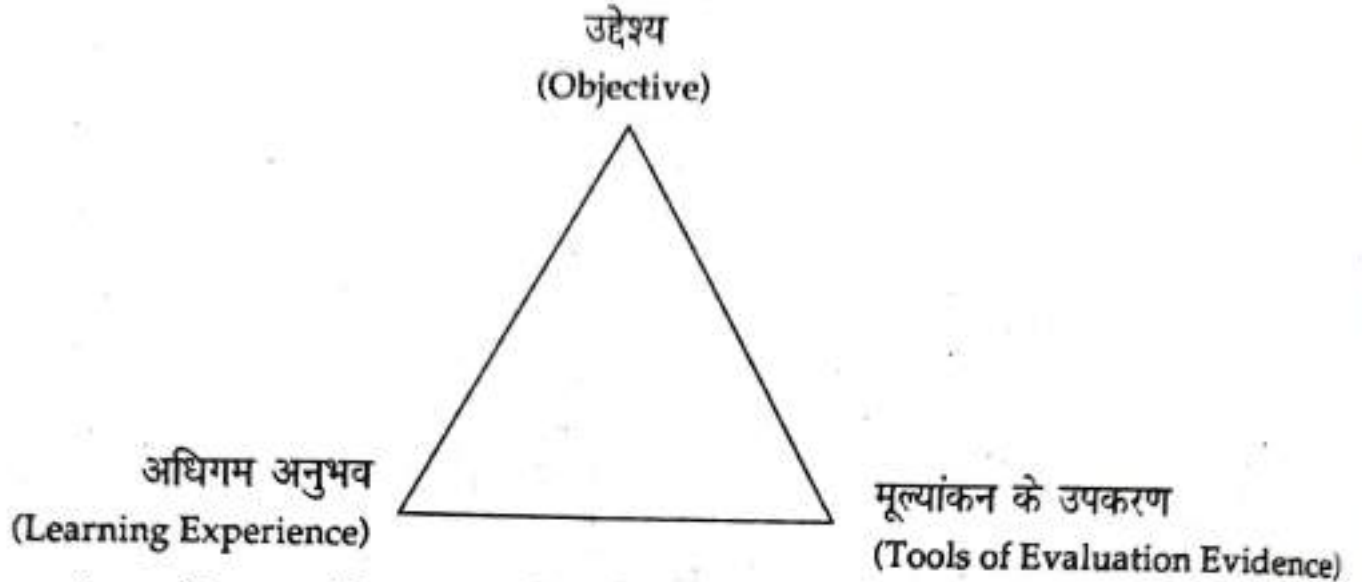 उद्देश्य
(Objective)
अधिगम अनुभव
(Learning Experience)
मूल्यांकन के उपकरण
(Tools of Evaluation Evidence)